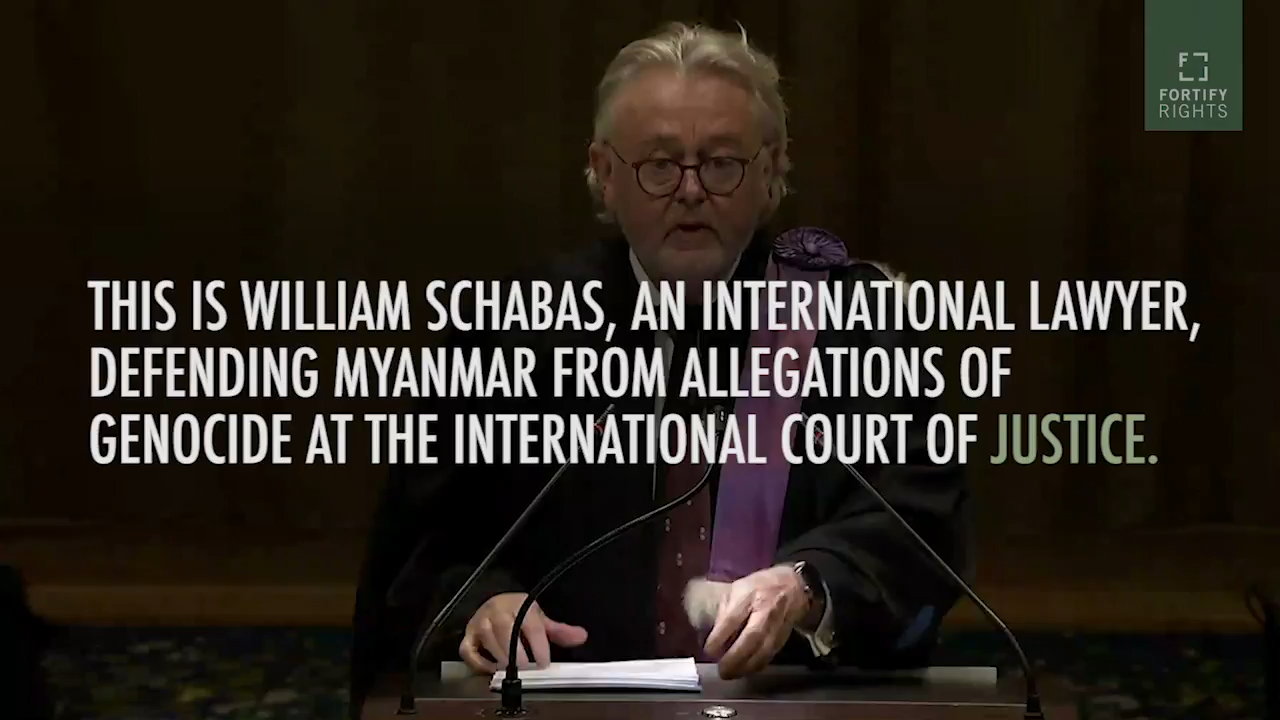 FORTIFY
RIGHTS
THIS IS WILLIAM SCHABAS, AN INTERNATIONAL LAWYER,
DEFENDING MYANMAR FROM ALLEGATIONS OF
GENOCIDE AT THE INTERNATIONAL COURT OF JUSTICE.